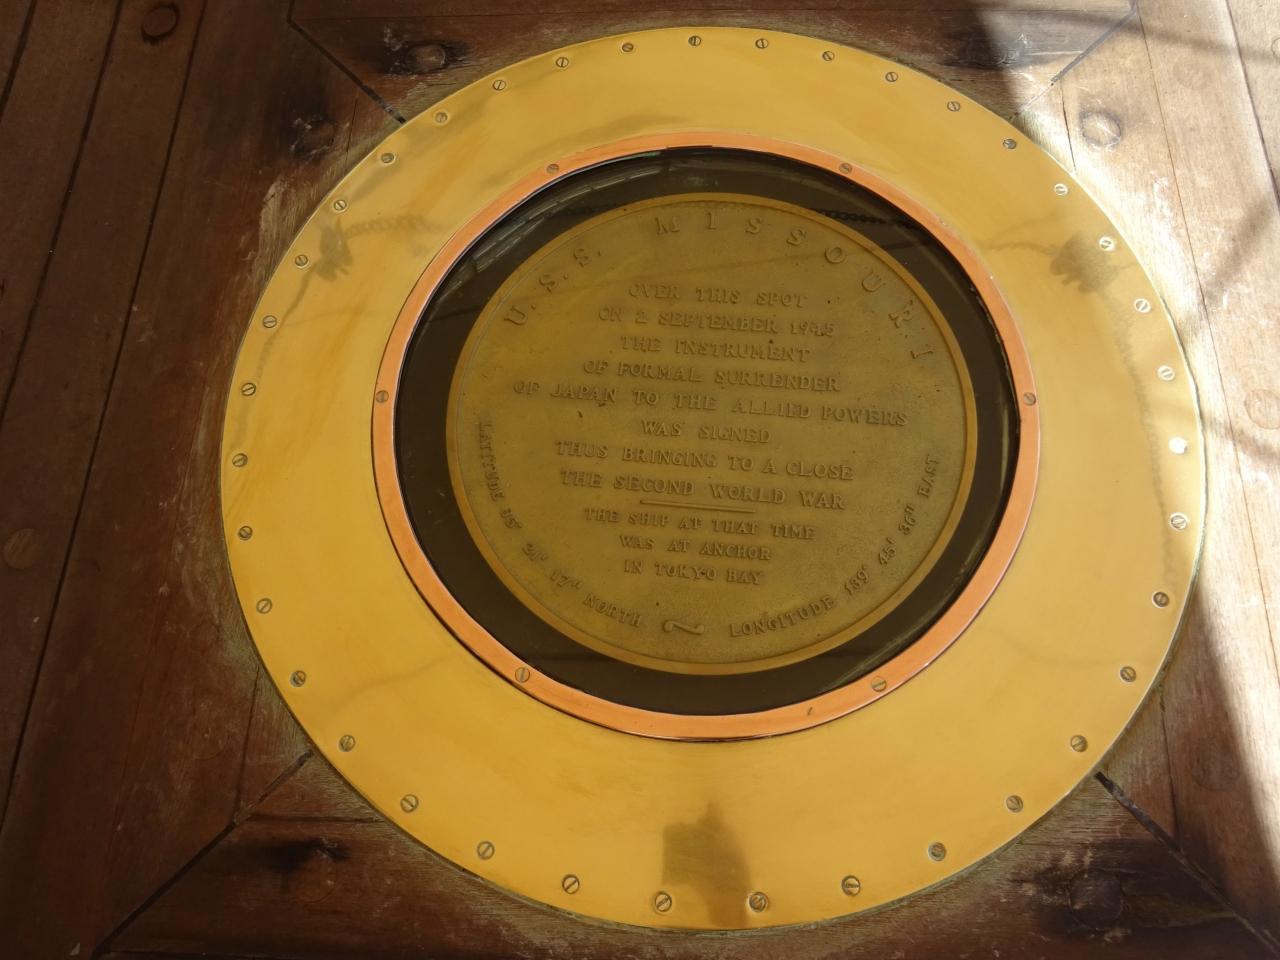 U.S.S. MISSOURI
OVER THIS SPOT
ON 2 SEPTEMBER 1945
THE INSTRUMENT
OF FORMAL SURRENDER
OF JAPAN TO THE ALLIED POWERS
WAS SIGNED
THUS BRINGING TO A CLOSE
THE SECOND WORLD WAR
THE SHIP AT THAT TIME
WAS AT ANCHOR
IN TOKYO BAY
LATITUDE 35° 21' 17" NORTH ~ LONGITUDE 139° 45' 36" EAST